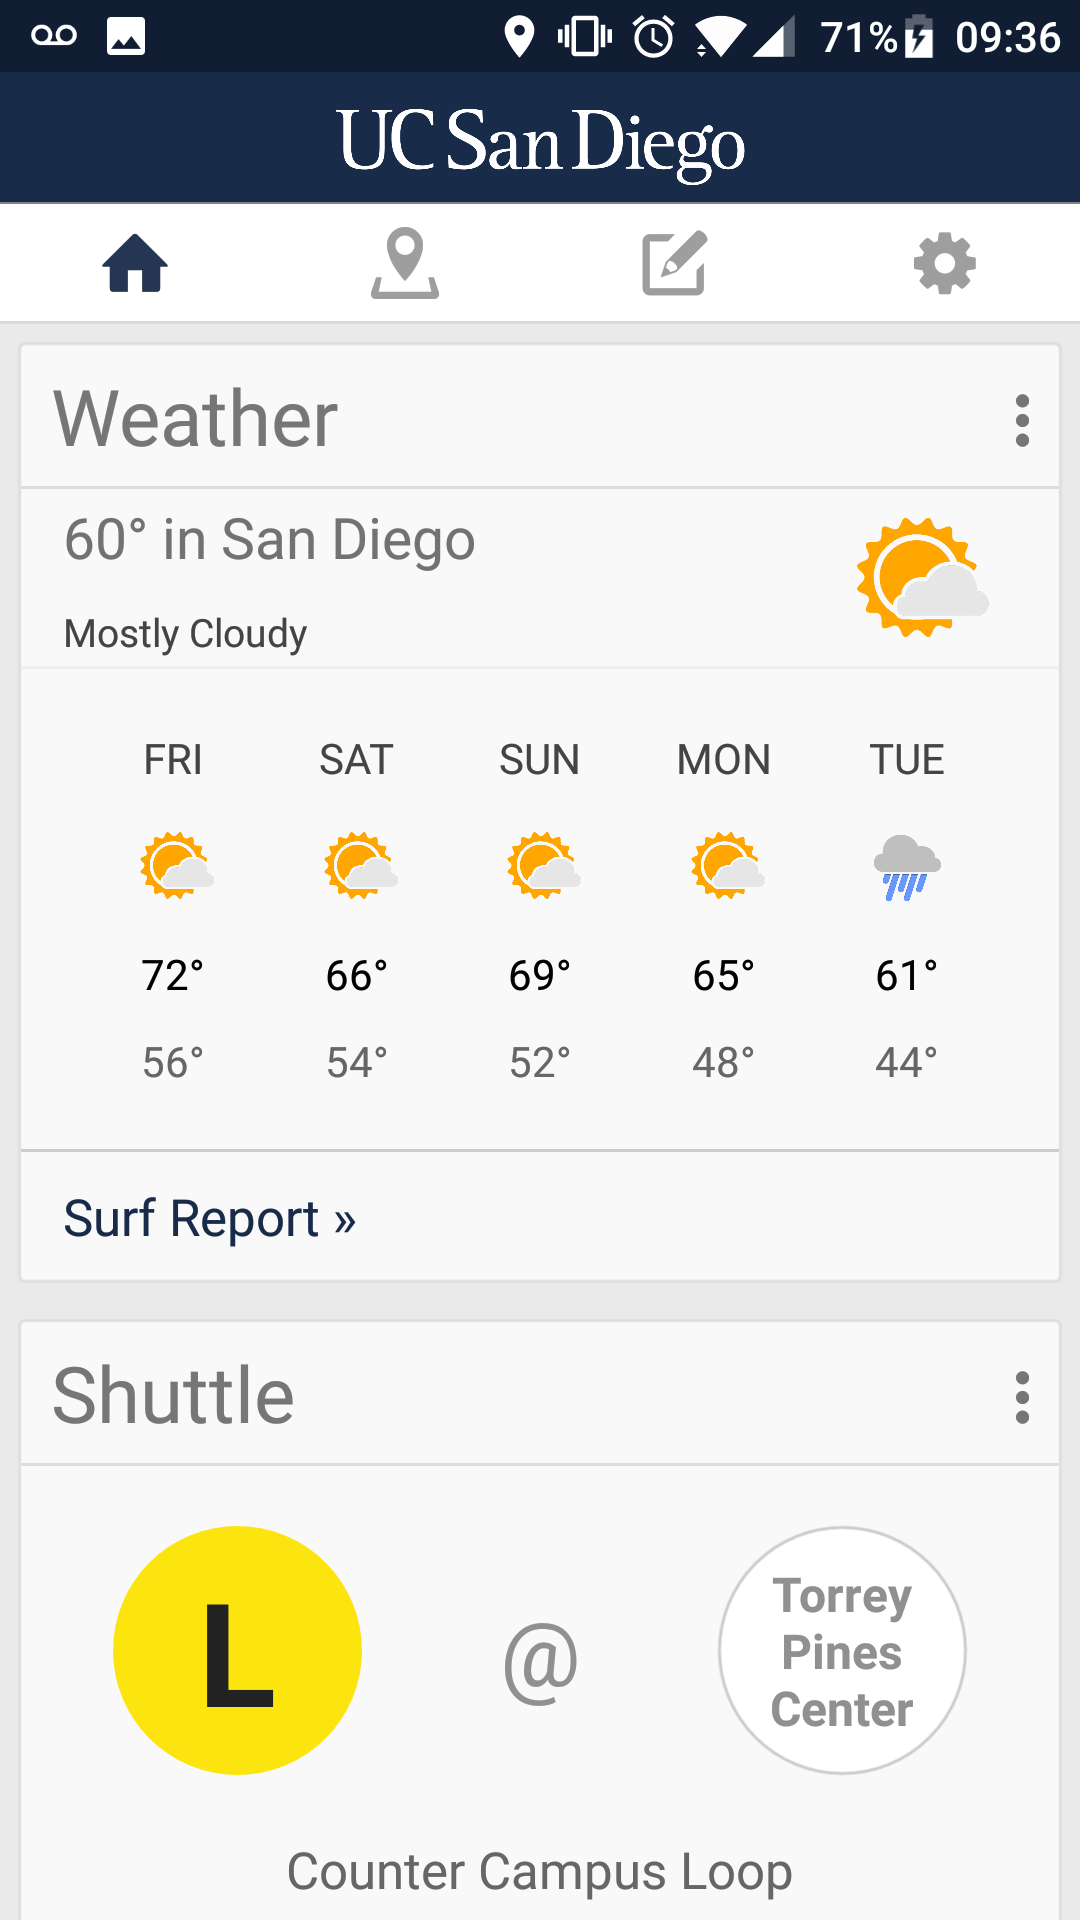 71% 09:36
UC San Diego
Weather
60° in San Diego
Mostly Cloudy
FRI SAT SUN MON TUE
72° 66° 69° 65° 61°
56° 54° 52° 48° 44°
Surf Report »
Shuttle
L @ Torrey
Pines
Center
Counter Campus Loop